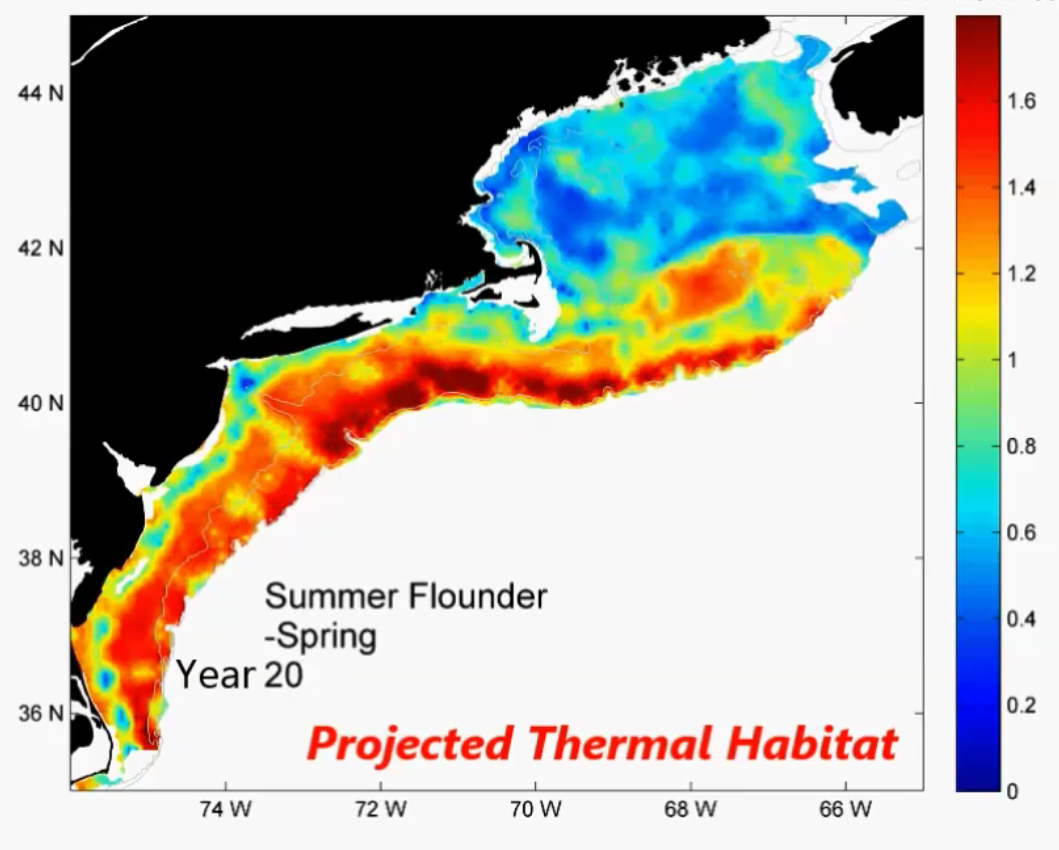 44 N
42 N
40 N
38 N
36 N
74 W
72 W
70 W
68 W
66 W
1.6
1.4
1.2
1
0.8
0.6
0.4
0.2
0
Summer Flounder
-Spring
Year 20
Projected Thermal Habitat